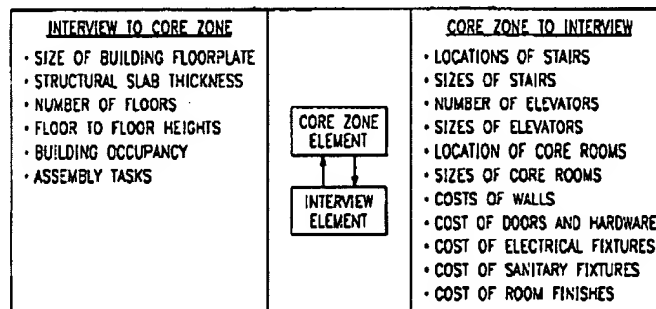 INTERVIEW TO CORE ZONE
• SIZE OF BUILDING FLOORPLATE
• STRUCTURAL SLAB THICKNESS
• NUMBER OF FLOORS
• FLOOR TO FLOOR HEIGHTS
• BUILDING OCCUPANCY
• ASSEMBLY TASKS
CORE ZONE
ELEMENT
INTERVIEW
ELEMENT
CORE ZONE TO INTERVIEW
• LOCATIONS OF STAIRS
• SIZES OF STAIRS
• NUMBER OF ELEVATORS
• SIZES OF ELEVATORS
• LOCATION OF CORE ROOMS
• SIZES OF CORE ROOMS
• COSTS OF WALLS
• COST OF DOORS AND HARDWARE
• COST OF ELECTRICAL FIXTURES
• COST OF SANITARY FIXTURES
• COST OF ROOM FINISHES